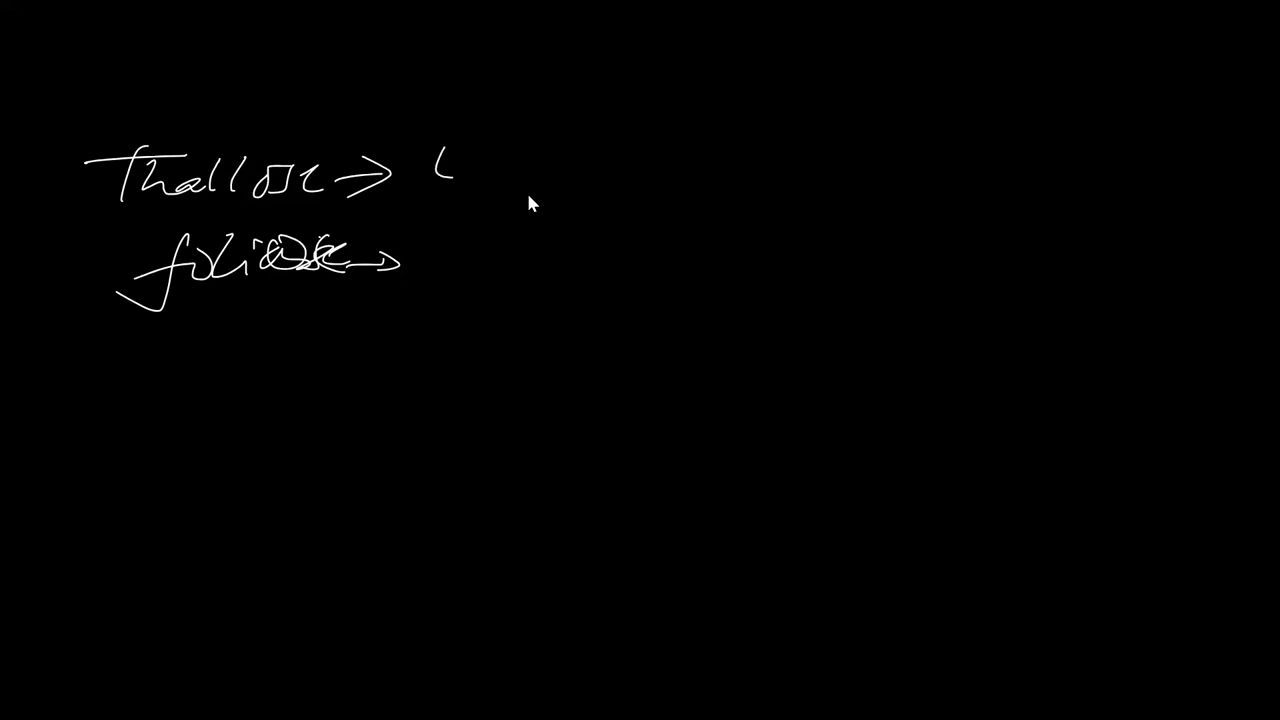 Thallose →
foliose →